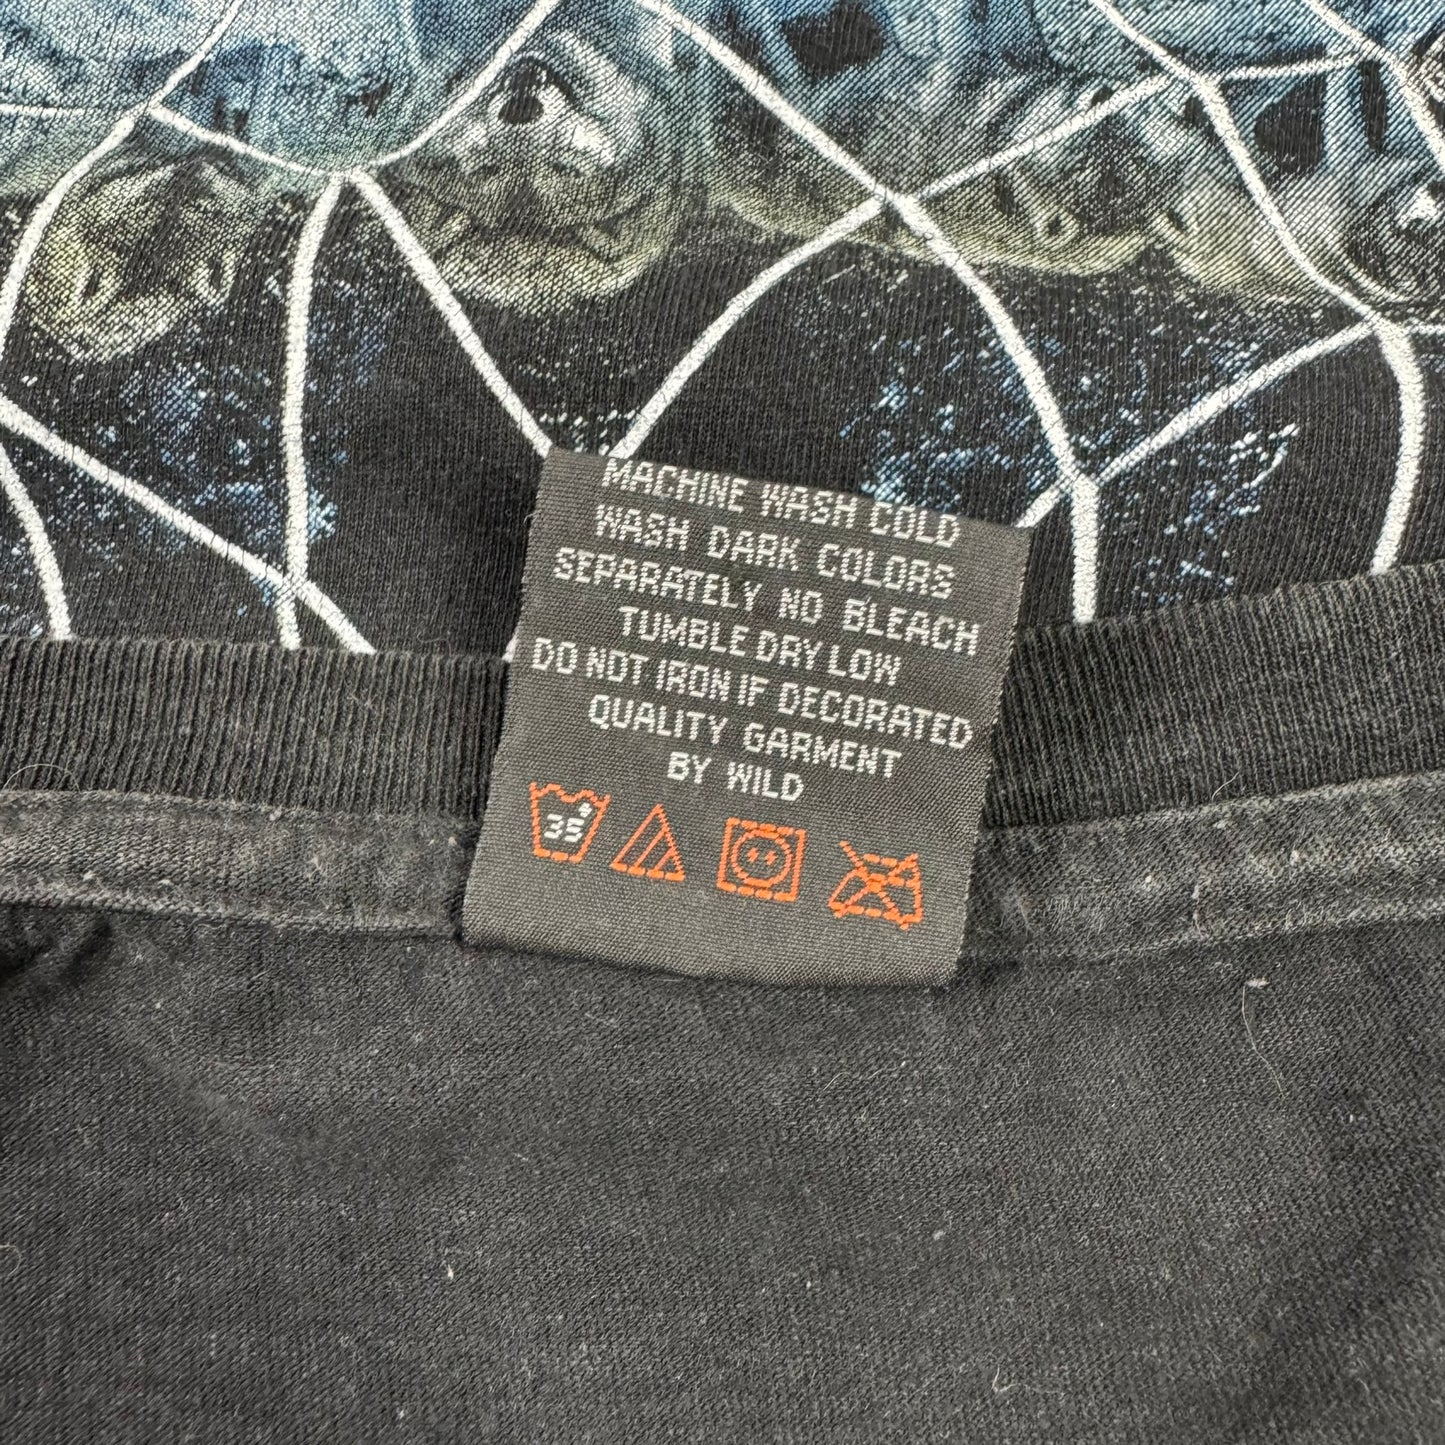 MACHINE WASH COLD
WASH DARK COLORS
SEPARATELY NO BLEACH
TUMBLE DRY LOW
DO NOT IRON IF DECORATED
QUALITY GARMENT
BY WILD
35°